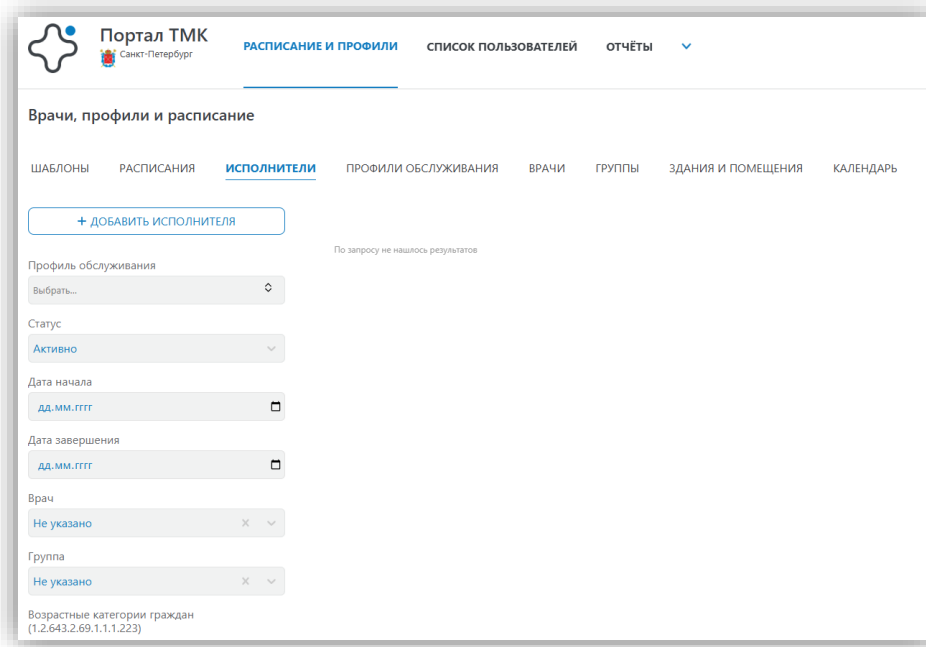 Портал ТМК
Санкт-Петербург
РАСПИСАНИЕ И ПРОФИЛИ СПИСОК ПОЛЬЗОВАТЕЛЕЙ ОТЧЁТЫ
Врачи, профили и расписание
ШАБЛОНЫ РАСПИСАНИЯ ИСПОЛНИТЕЛИ ПРОФИЛИ ОБСЛУЖИВАНИЯ ВРАЧИ ГРУППЫ ЗДАНИЯ И ПОМЕЩЕНИЯ КАЛЕНДАРЬ
+ ДОБАВИТЬ ИСПОЛНИТЕЛЯ
По запросу не нашлось результатов
Профиль обслуживания
Выбрать...
Статус
Активно
Дата начала
дд.мм.гггг
Дата завершения
дд.мм.гггг
Врач
Не указано
Группа
Не указано
Возрастные категории граждан
(1.2.643.2.69.1.1.1.223)